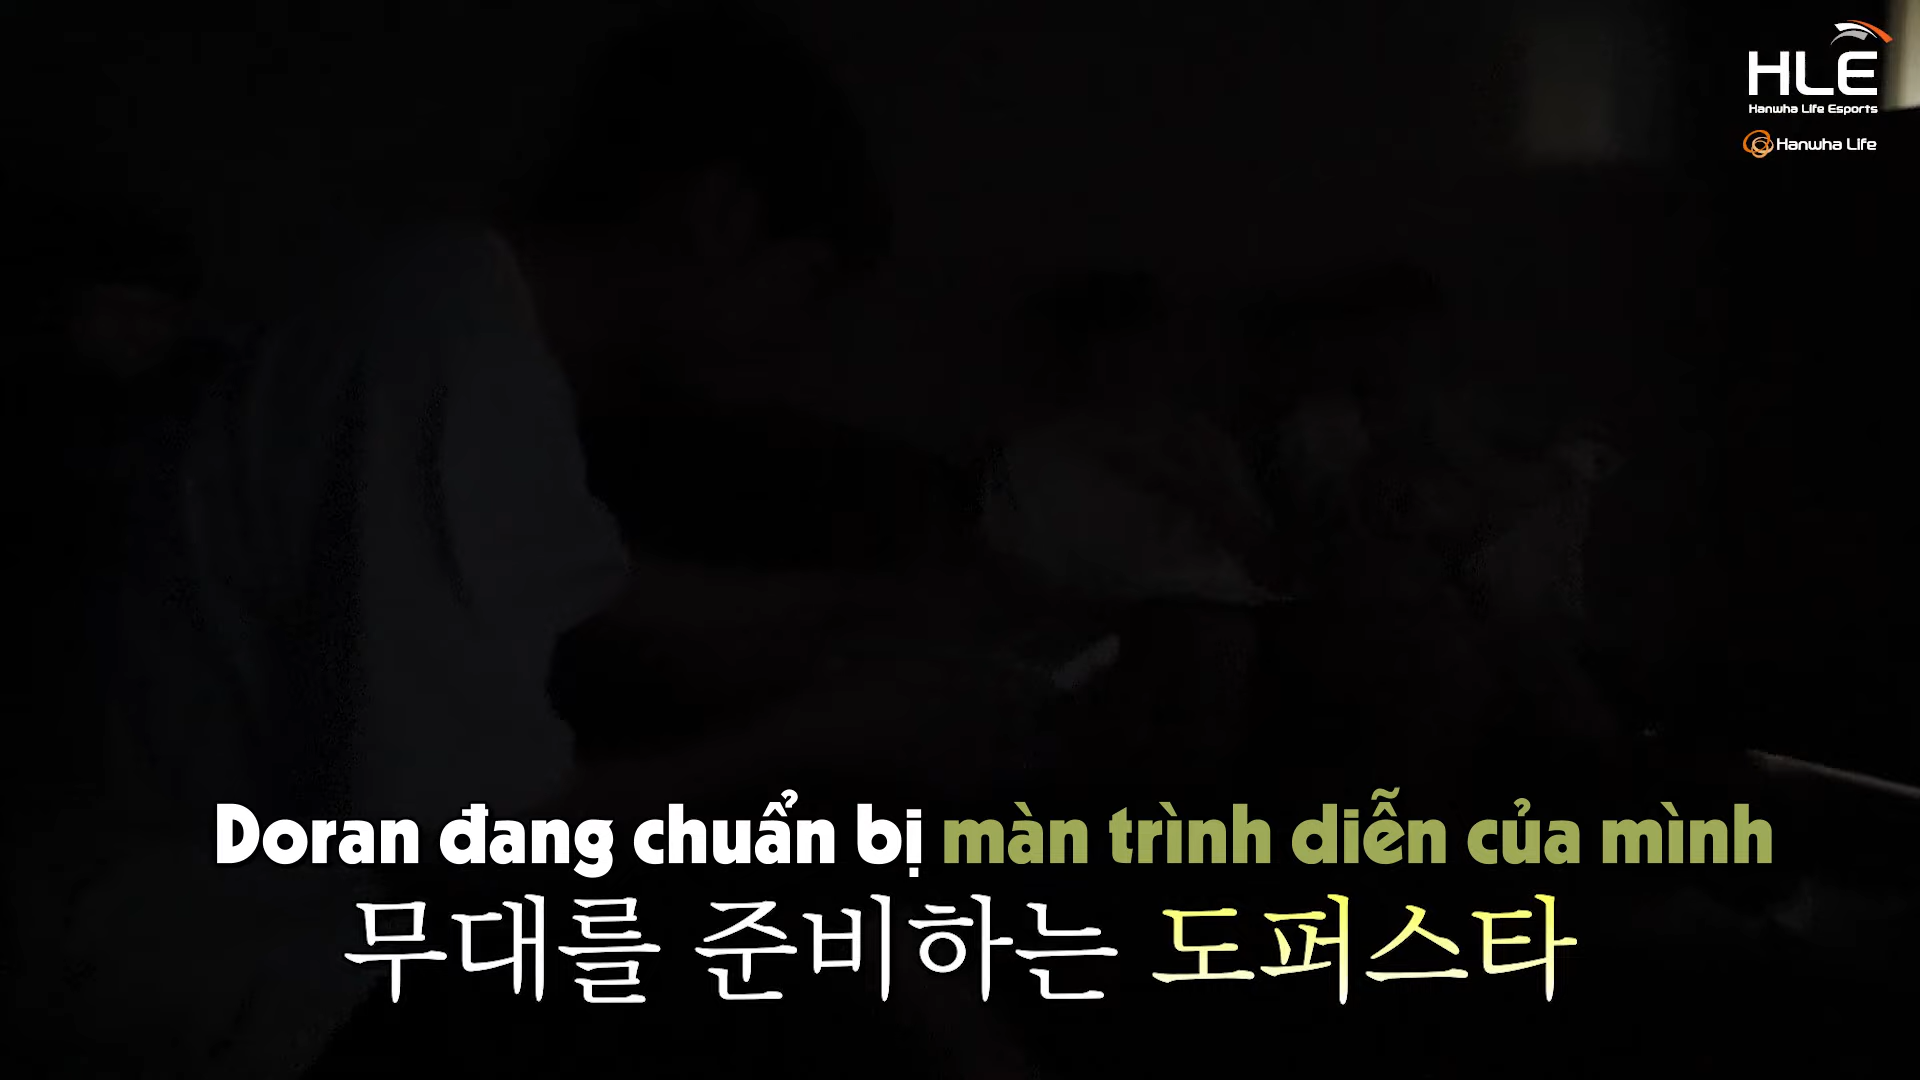 HLE
Hanwha Life Esports
Hanwha Life
Doran đang chuẩn bị màn trình diễn của mình
무대를 준비하는 도퍼스타